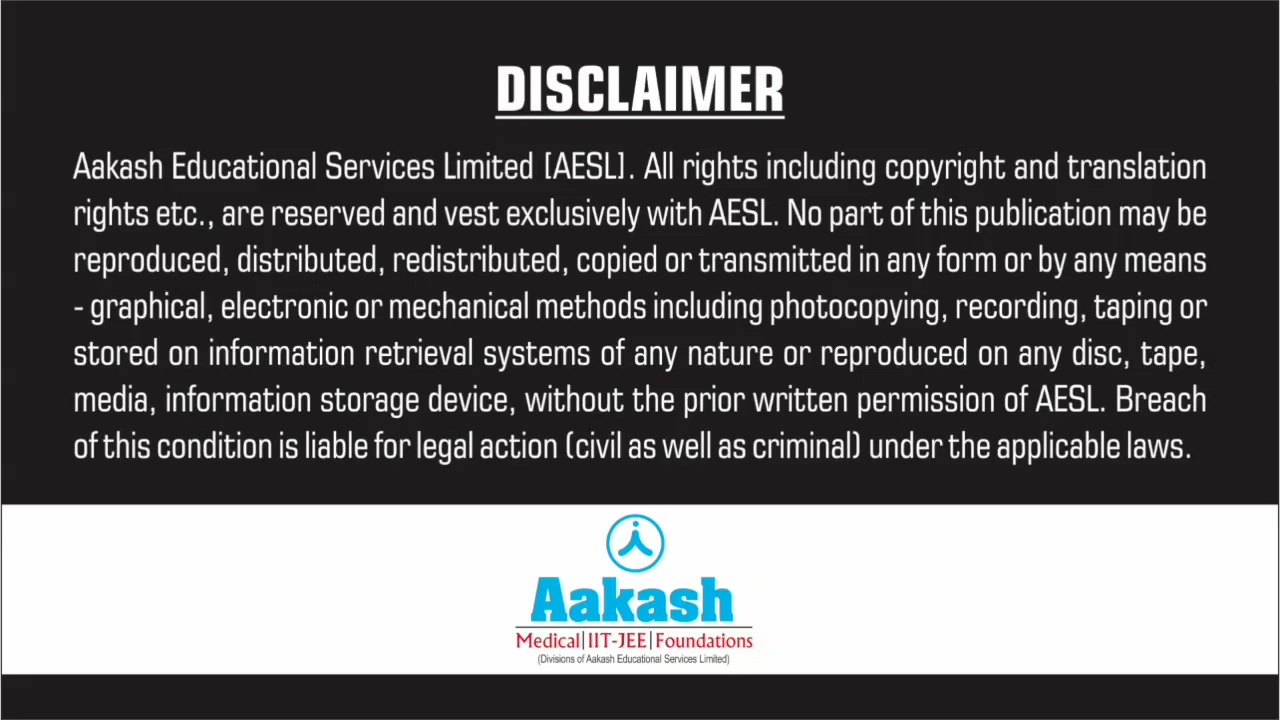 DISCLAIMER
Aakash Educational Services Limited [AESL]. All rights including copyright and translation
rights etc., are reserved and vest exclusively with AESL. No part of this publication may be
reproduced, distributed, redistributed, copied or transmitted in any form or by any means
- graphical, electronic or mechanical methods including photocopying, recording, taping or
stored on information retrieval systems of any nature or reproduced on any disc, tape,
media, information storage device, without the prior written permission of AESL. Breach
of this condition is liable for legal action (civil as well as criminal) under the applicable laws.
Aakash
Medical|IIT-JEE|Foundations
(Divisions of Aakash Educational Services Limited)